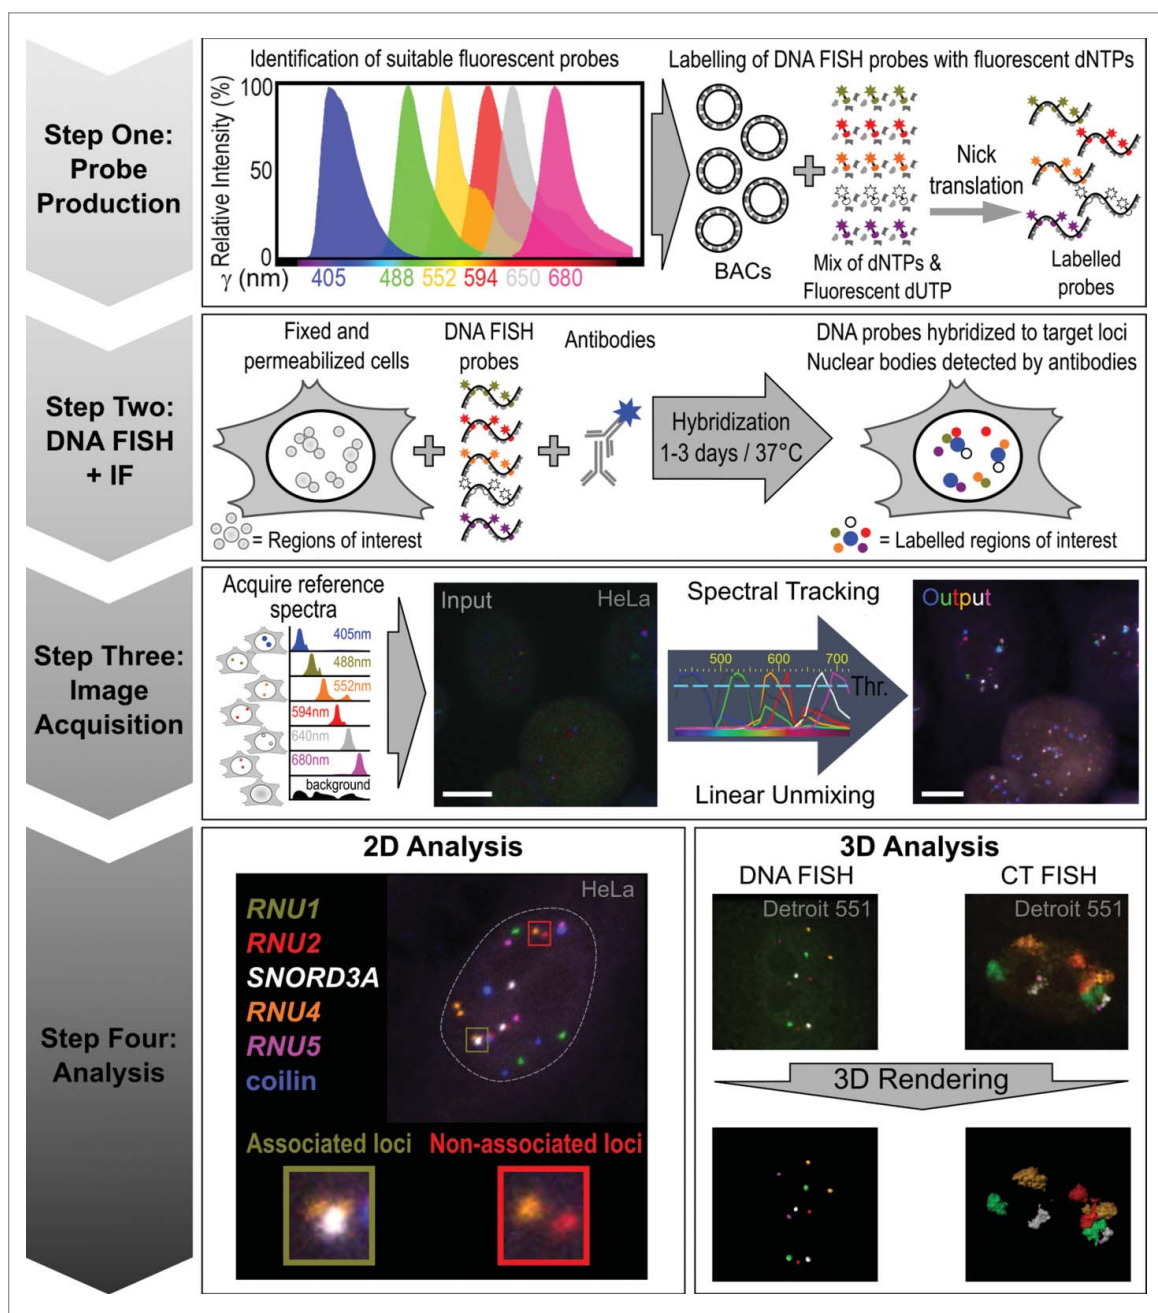 Step One:
Probe
Production
Identification of suitable fluorescent probes
Relative Intensity (%)
100
50
0
γ (nm) 405 488 552 594 650 680
Labelling of DNA FISH probes with fluorescent dNTPs
BACs
Mix of dNTPs &
Fluorescent dUTP
Nick
translation
Labelled
probes
Step Two:
DNA FISH
+ IF
Fixed and
permeabilized cells
DNA FISH
probes
Antibodies
Hybridization
1-3 days / 37°C
DNA probes hybridized to target loci
Nuclear bodies detected by antibodies
= Regions of interest
= Labelled regions of interest
Step Three:
Image
Acquisition
Acquire reference
spectra
405nm
488nm
552nm
594nm
640nm
680nm
background
Input
HeLa
Spectral Tracking
500 600 700
Thr.
Linear Unmixing
Output
Step Four:
Analysis
2D Analysis
HeLa
RNU1
RNU2
SNORD3A
RNU4
RNU5
coilin
Associated loci
Non-associated loci
3D Analysis
DNA FISH
CT FISH
Detroit 551
Detroit 551
3D Rendering